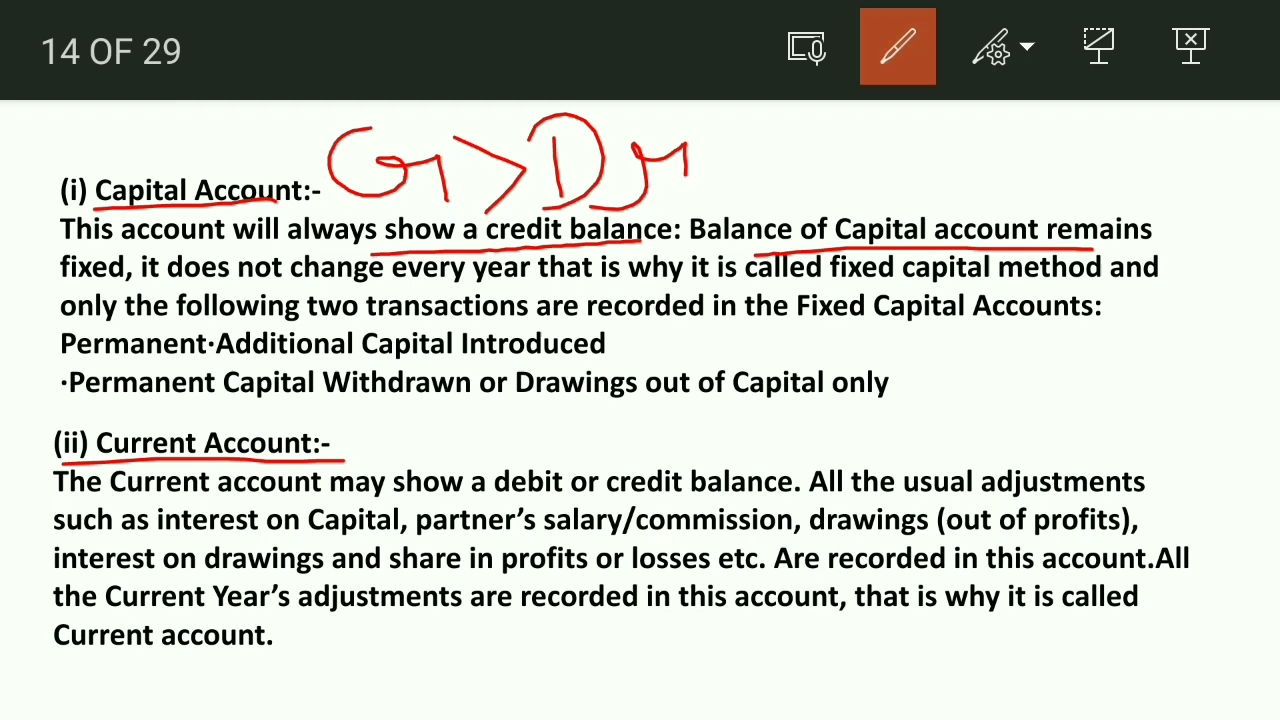 14 OF 29
Cr > Dr
(i) Capital Account:-
This account will always show a credit balance: Balance of Capital account remains
fixed, it does not change every year that is why it is called fixed capital method and
only the following two transactions are recorded in the Fixed Capital Accounts:
Permanent·Additional Capital Introduced
·Permanent Capital Withdrawn or Drawings out of Capital only
(ii) Current Account:-
The Current account may show a debit or credit balance. All the usual adjustments
such as interest on Capital, partner’s salary/commission, drawings (out of profits),
interest on drawings and share in profits or losses etc. Are recorded in this account.All
the Current Year’s adjustments are recorded in this account, that is why it is called
Current account.